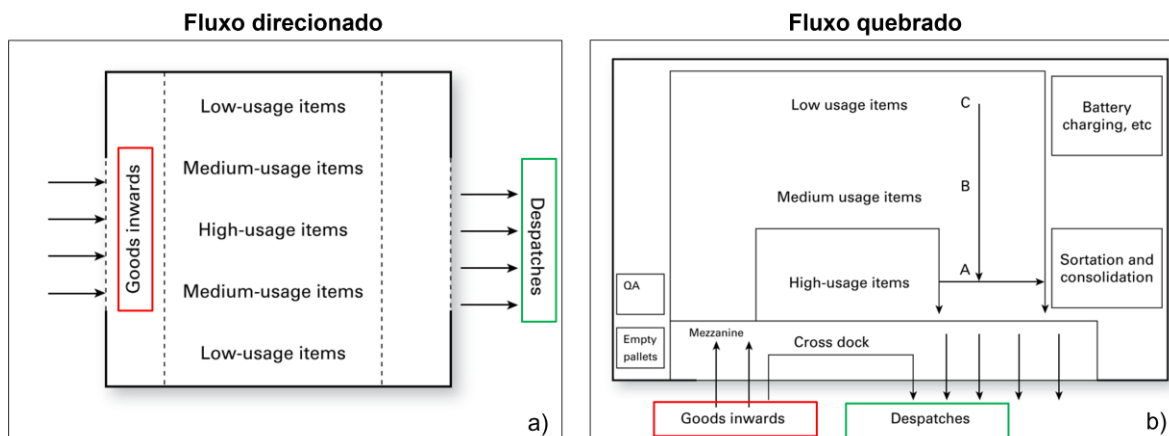 Fluxo direcionado
Goods inwards
Low-usage items
Medium-usage items
High-usage items
Medium-usage items
Low-usage items
Despatches
a)
Fluxo quebrado
Low usage items
C
Battery
charging, etc
B
Medium usage items
A
High-usage items
Sortation and
consolidation
QA
Empty
pallets
Mezzanine
Cross dock
Goods inwards
Despatches
b)